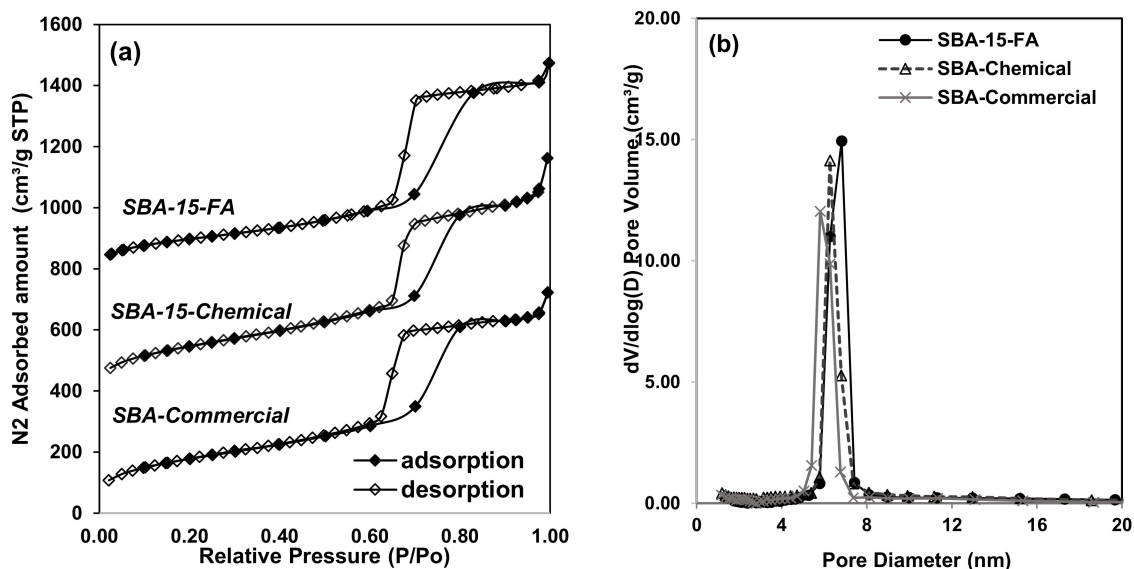 1600
1400
1200
1000
800
600
400
200
0
N2 Adsorbed amount (cm³/g STP)
(a)
SBA-15-FA
SBA-15-Chemical
SBA-Commercial
adsorption
desorption
0.00 0.20 0.40 0.60 0.80 1.00
Relative Pressure (P/Po)
20.00
15.00
10.00
5.00
0.00
dV/dlog(D) Pore Volume (cm³/g)
(b)
SBA-15-FA
SBA-Chemical
SBA-Commercial
0 4 8 12 16 20
Pore Diameter (nm)